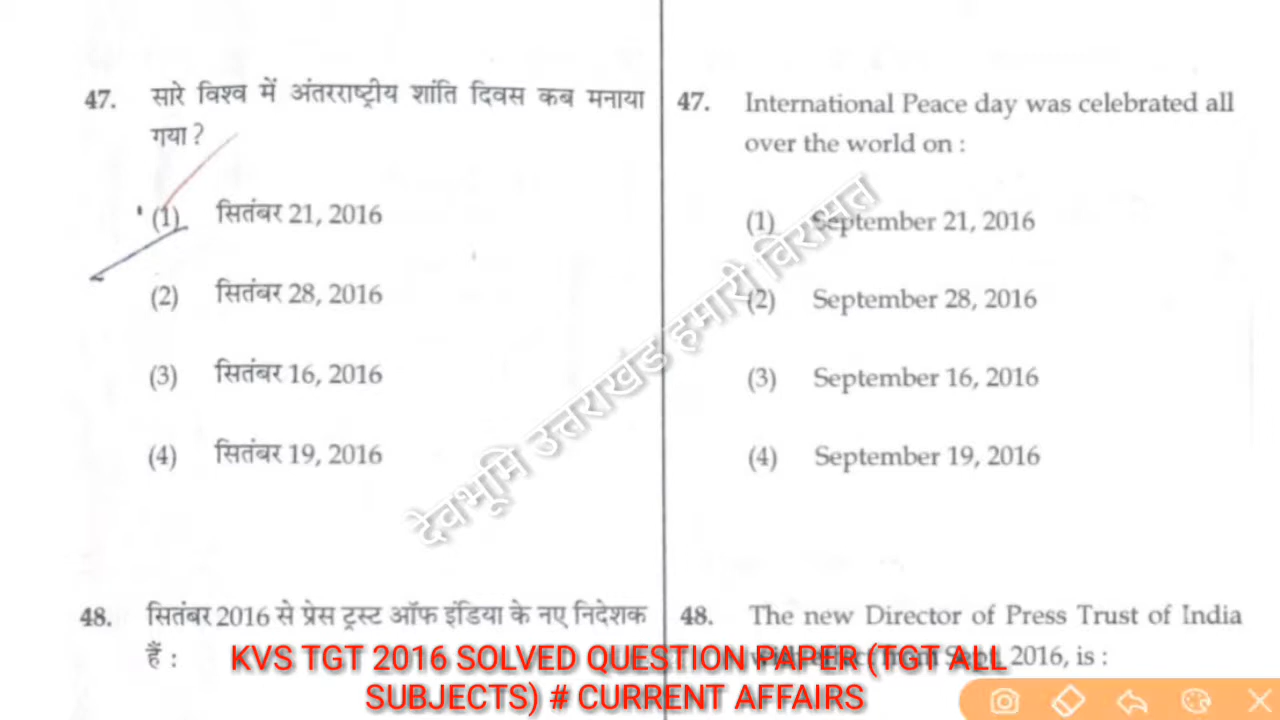 47. सारे विश्व में अंतरराष्ट्रीय शांति दिवस कब मनाया
गया?
(1) सितंबर 21, 2016
(2) सितंबर 28, 2016
(3) सितंबर 16, 2016
(4) सितंबर 19, 2016
48. सितंबर 2016 से प्रेस ट्रस्ट ऑफ इंडिया के नए निदेशक
हैं :
47. International Peace day was celebrated all
over the world on :
(1) September 21, 2016
(2) September 28, 2016
(3) September 16, 2016
(4) September 19, 2016
48. The new Director of Press Trust of India
2016, is :
देवभूमि उत्तराखंड हमारी विरासत
KVS TGT 2016 SOLVED QUESTION PAPER (TGT ALL
SUBJECTS) # CURRENT AFFAIRS